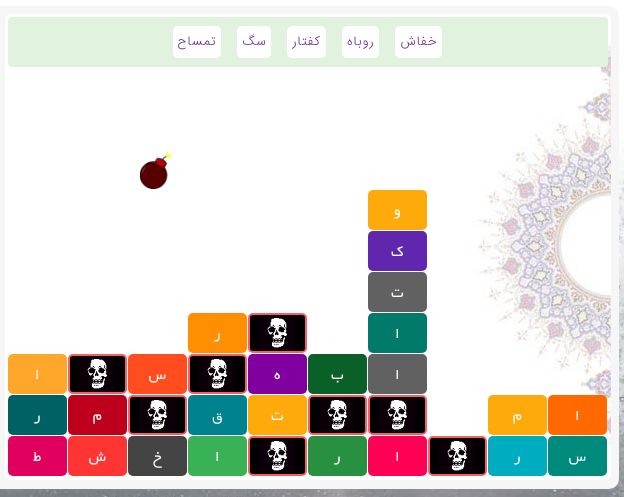 خفاش روباه کفتار سگ تمساح
و
ک
ت
ا ر
ا ب ه س ا
ا م ت ق م ر
س ر ا ر ا خ ش ط